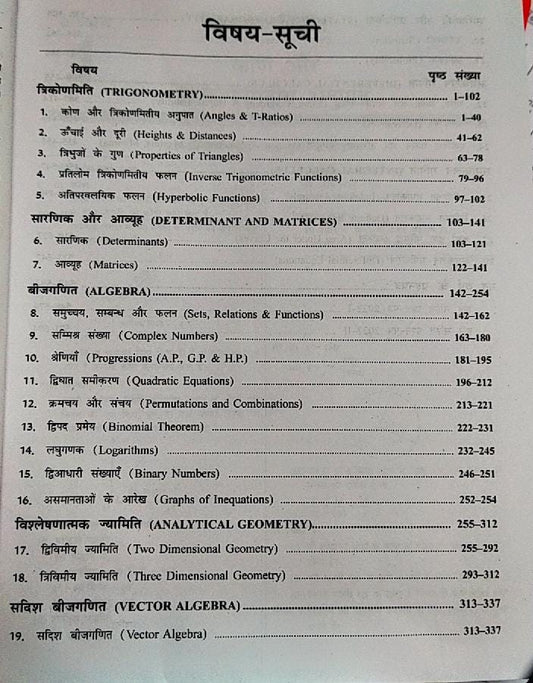 विषय-सूची
विषय पृष्ठ संख्या
त्रिकोणमिति (TRIGONOMETRY)..........1–102
1. कोण और त्रिकोणमितीय अनुपात (Angles & T-Ratios) ..........1–40
2. ऊँचाई और दूरी (Heights & Distances)..........41–62
3. त्रिभुजों के गुण (Properties of Triangles) ..........63–78
4. प्रतिलोम त्रिकोणमितीय फलन (Inverse Trigonometric Functions) ..........79–96
5. अतिपरवलयिक फलन (Hyperbolic Functions) ..........97–102
सारणिक और आव्यूह (DETERMINANT AND MATRICES) ..........103–141
6. सारणिक (Determinants) ..........103–121
7. आव्यूह (Matrices) ..........122–141
बीजगणित (ALGEBRA)..........142–254
8. समुच्चय, सम्बन्ध और फलन (Sets, Relations & Functions) ..........142–162
9. सम्मिश्र संख्या (Complex Numbers) ..........163–180
10. श्रेणियाँ (Progressions (A.P., G.P. & H.P.) ..........181–195
11. द्विघात समीकरण (Quadratic Equations) ..........196–212
12. क्रमचय और संचय (Permutations and Combinations) ..........213–221
13. द्विपद प्रमेय (Binomial Theorem) ..........222–231
14. लघुगणक (Logarithms) ..........232–245
15. द्विआधारी संख्याएँ (Binary Numbers) ..........246–251
16. असमानताओं के आरेख (Graphs of Inequations) ..........252–254
विश्लेषणात्मक ज्यामिति (ANALYTICAL GEOMETRY)..........255–312
17. द्विविमीय ज्यामिति (Two Dimensional Geometry) ..........255–292
18. त्रिविमीय ज्यामिति (Three Dimensional Geometry) ..........293–312
सदिश बीजगणित (VECTOR ALGEBRA) ..........313–337
19. सदिश बीजगणित (Vector Algebra) ..........313–337